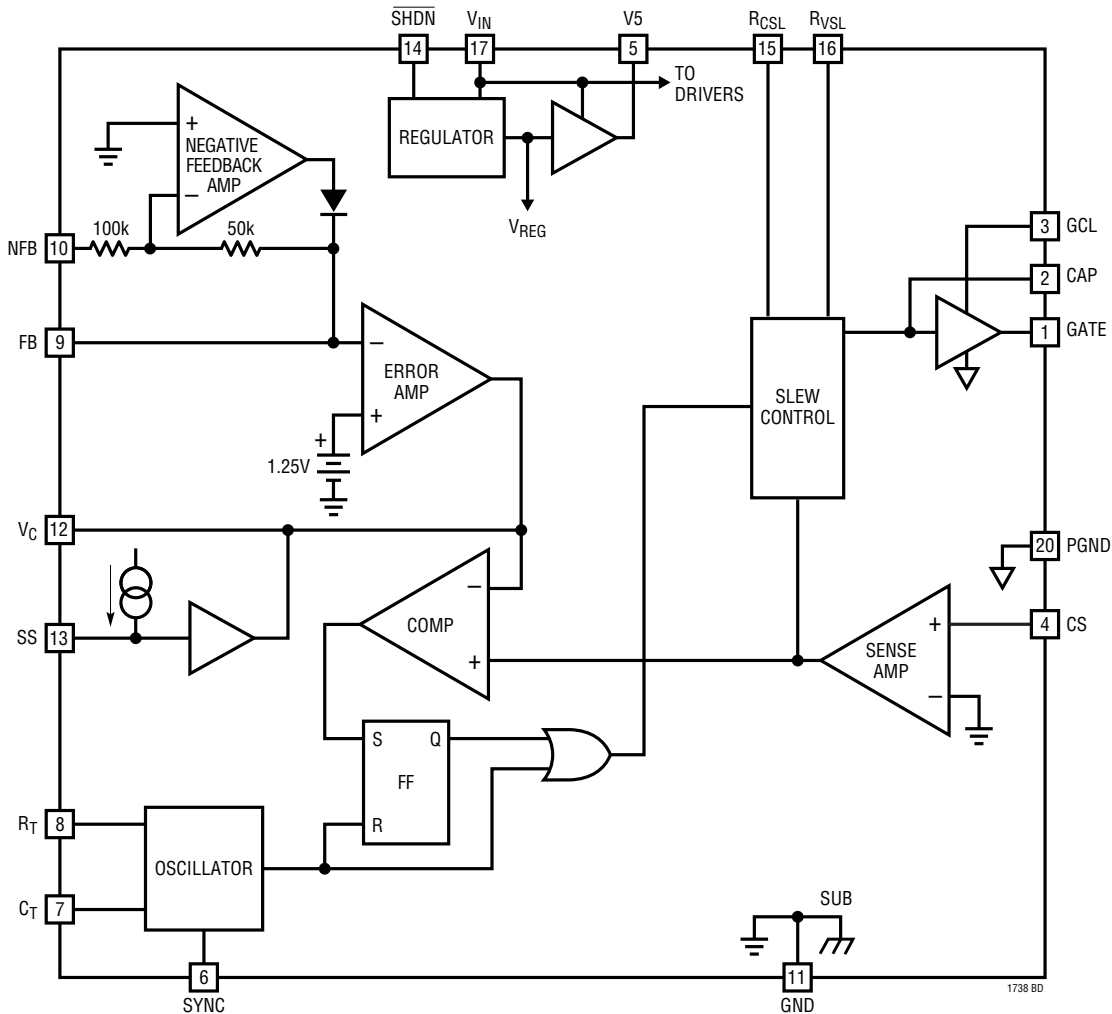 SHDN
VIN
V5
RCSL
RVSL
14
17
5
15
16
TO
DRIVERS
REGULATOR
VREG
+
NEGATIVE
FEEDBACK
AMP
−
100k
50k
NFB
10
FB
9
−
ERROR
AMP
+
+
1.25V
3
GCL
2
CAP
1
GATE
SLEW
CONTROL
VC
12
20
PGND
SS
13
−
COMP
+
4
CS
+
SENSE
AMP
−
S
Q
FF
R
RT
8
OSCILLATOR
CT
7
6
SYNC
SUB
11
GND
1738 BD